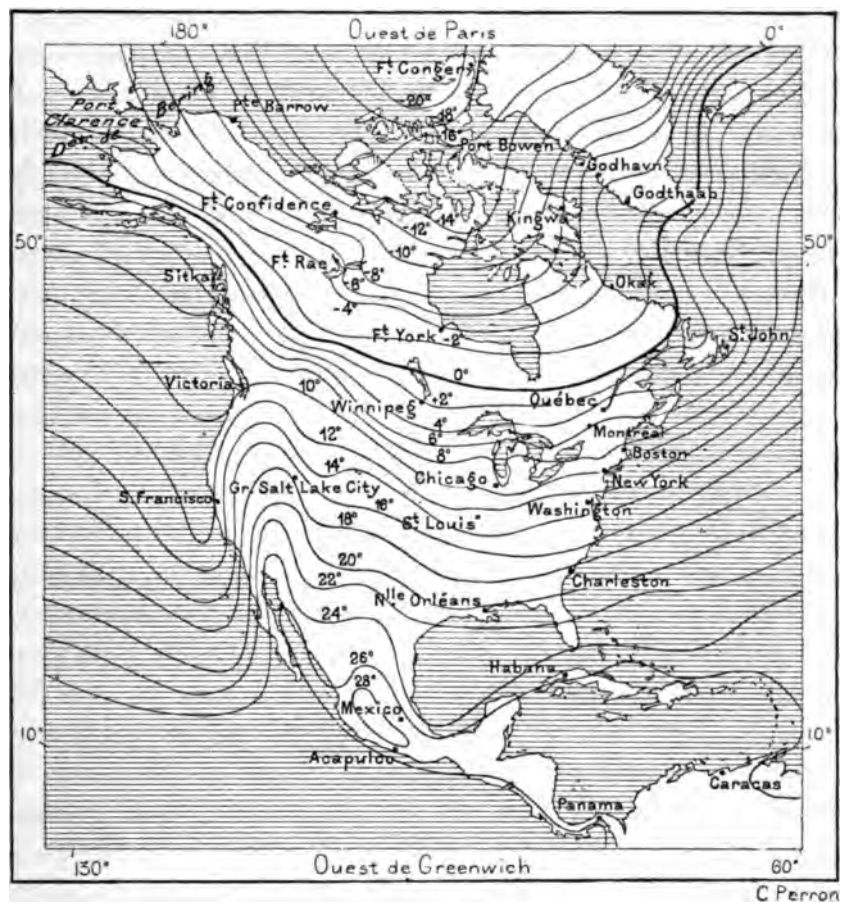 180°
Ouest de Paris
0°
Ft Conger
-20°
-18°
-16°
Port
Clarence
Bering
Pte Barrow
Dét de
Port Bowen
Godhavn
Godthaab
Ft Confidence
-14°
-12°
Kingwa
-10°
50°
50°
Sitka
Ft Rae
-8°
-6°
-4°
Okak
Ft York
-2°
St John
0°
Victoria
10°
Winnipeg
+2°
Québec
4°
6°
8°
Montréal
Boston
12°
14°
Chicago
New York
S. Francisco
Gr. Salt Lake City
16°
St Louis
Washington
18°
20°
22°
Nlle Orléans
Charleston
24°
26°
28°
Habana
Mexico
10°
10°
Acapulco
Caracas
Panama
130°
Ouest de Greenwich
60°
C Perron